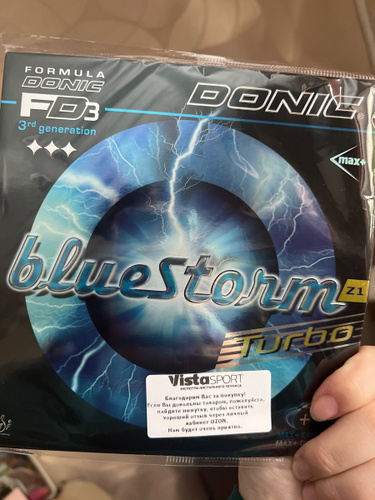 FORMULA
DONIC
FD3
3rd generation
DONIC
max+
bluestorm
Z1
Turbo
VistaSPORT
Благодарим Вас за покупку!
Если Вы довольны товаром, пожалуйста,
найдите минутку, чтобы оставить
хороший отзыв через личный
кабинет OZON.
Нам будет очень приятно.